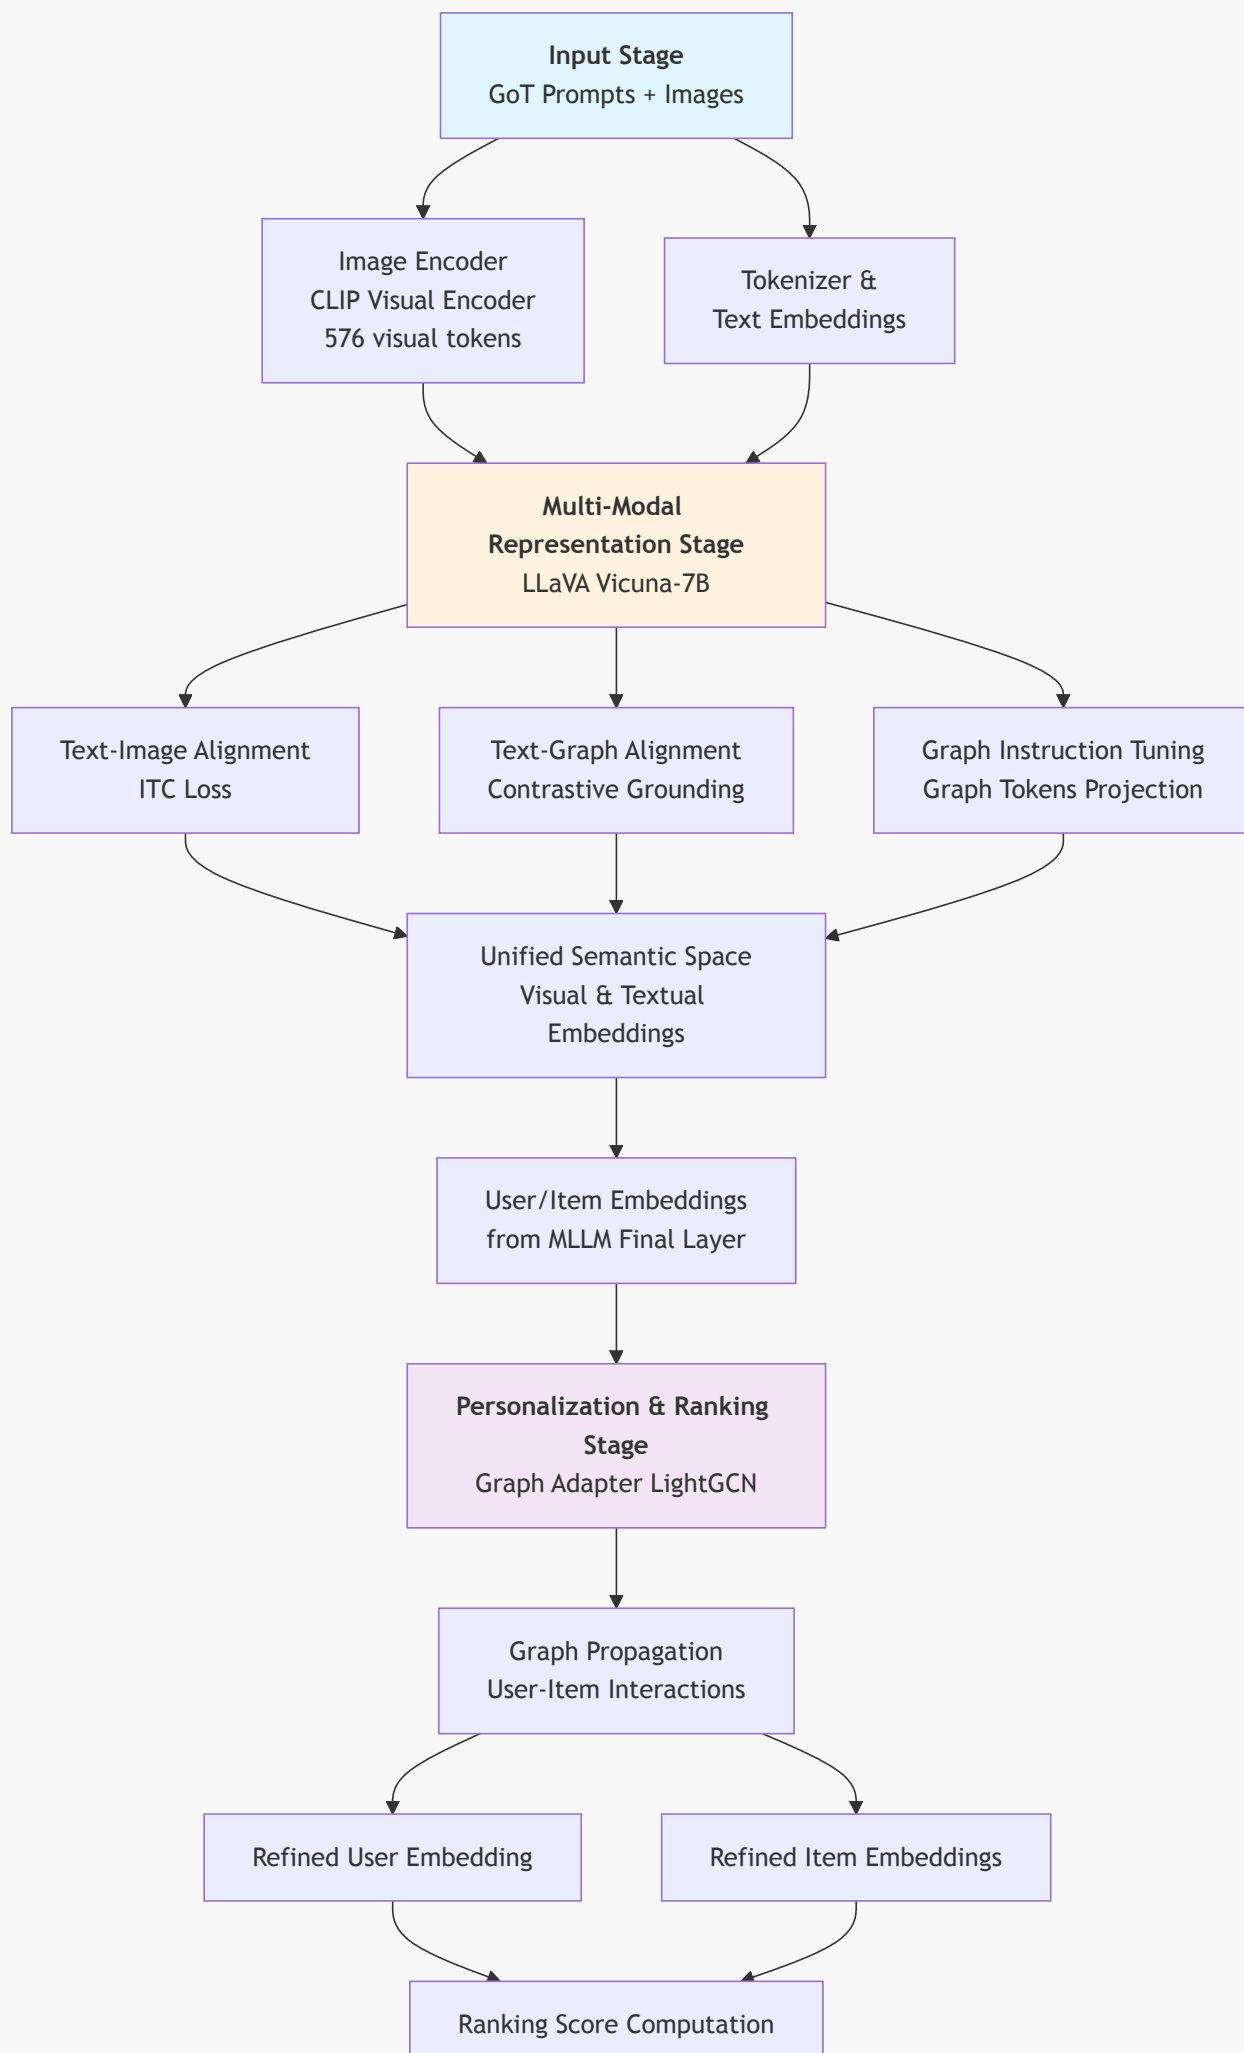 Input Stage
GoT Prompts + Images
Image Encoder
CLIP Visual Encoder
576 visual tokens
Tokenizer &
Text Embeddings
Multi-Modal
Representation Stage
LLaVA Vicuna-7B
Text-Image Alignment
ITC Loss
Text-Graph Alignment
Contrastive Grounding
Graph Instruction Tuning
Graph Tokens Projection
Unified Semantic Space
Visual & Textual
Embeddings
User/Item Embeddings
from MLLM Final Layer
Personalization & Ranking
Stage
Graph Adapter LightGCN
Graph Propagation
User-Item Interactions
Refined User Embedding
Refined Item Embeddings
Ranking Score Computation